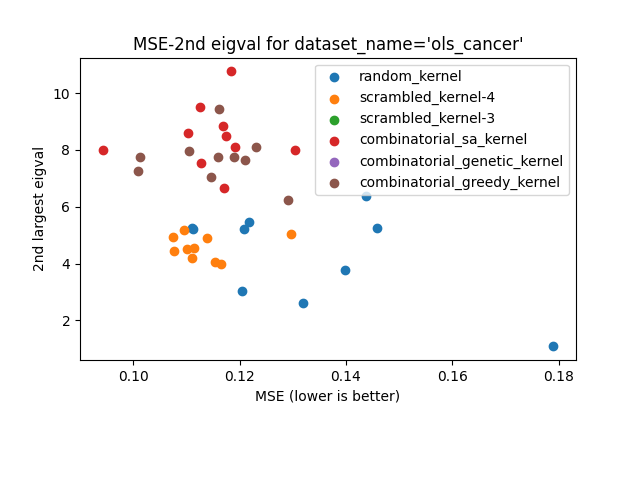 MSE-2nd eigval for dataset_name='ols_cancer'
random_kernel
scrambled_kernel-4
scrambled_kernel-3
combinatorial_sa_kernel
combinatorial_genetic_kernel
combinatorial_greedy_kernel
10
8
6
4
2
2nd largest eigval
0.10 0.12 0.14 0.16 0.18
MSE (lower is better)